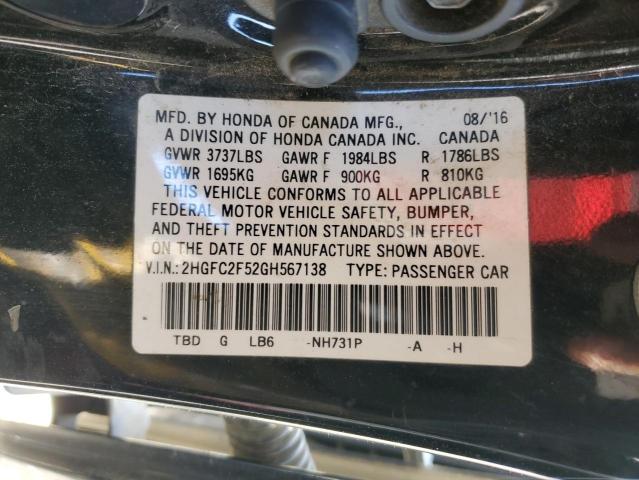 MFD. BY HONDA OF CANADA MFG., 08/'16
A DIVISION OF HONDA CANADA INC. CANADA
GVWR 3737LBS GAWR F 1984LBS R 1786LBS
GVWR 1695KG GAWR F 900KG R 810KG
THIS VEHICLE CONFORMS TO ALL APPLICABLE
FEDERAL MOTOR VEHICLE SAFETY, BUMPER,
AND THEFT PREVENTION STANDARDS IN EFFECT
ON THE DATE OF MANUFACTURE SHOWN ABOVE.
V.I.N.: 2HGFC2F52GH567138 TYPE: PASSENGER CAR
TBD G LB6 -NH731P -A -H